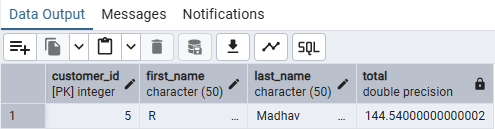 Data Output Messages Notifications
SQL
customer_id first_name last_name total
[PK] integer character (50) character (50) double precision
1 5 R ... Madhav ... 144.54000000000002